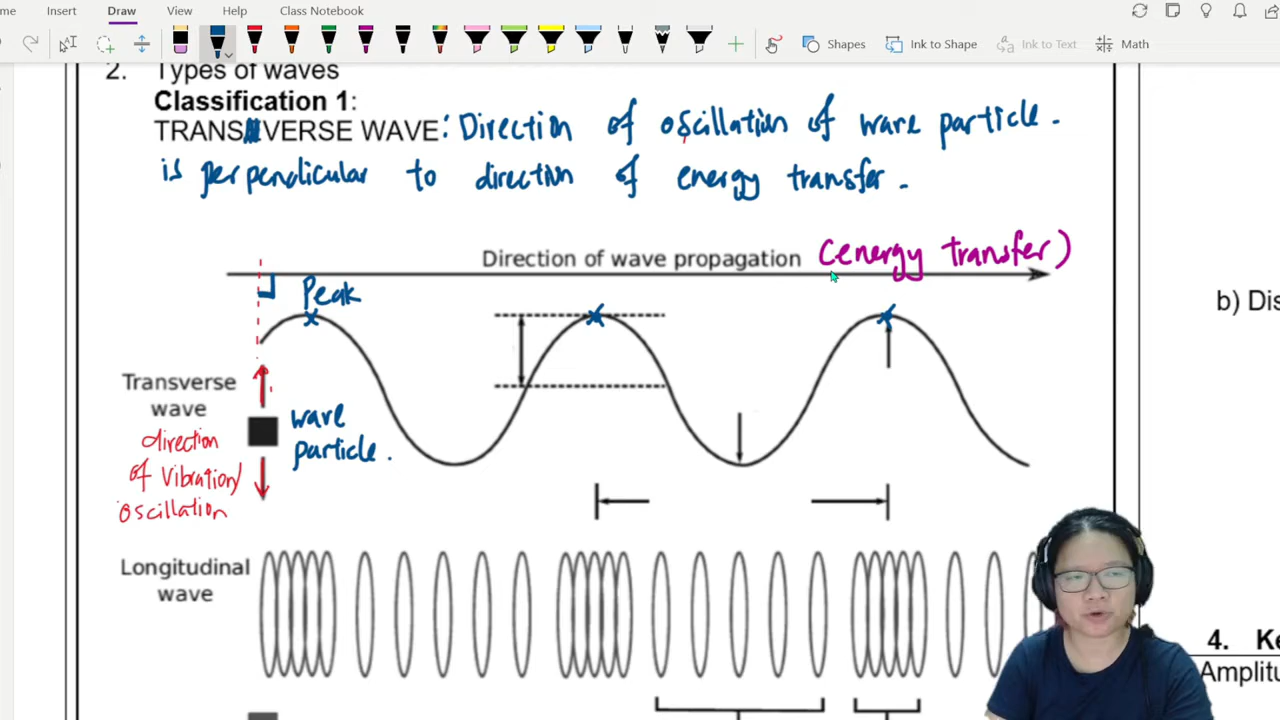 Insert Draw View Help Class Notebook
Shapes Ink to Shape Ink to Text Math
2. Types of waves
Classification 1:
TRANSVERSE WAVE: Direction of oscillation of wave particle.
is perpendicular to direction of energy transfer.
Direction of wave propagation (energy transfer)
Peak
b) Dis
Transverse
wave
wave
particle.
direction
of Vibration/
oscillation
Longitudinal
wave
4. Ke
Amplitu